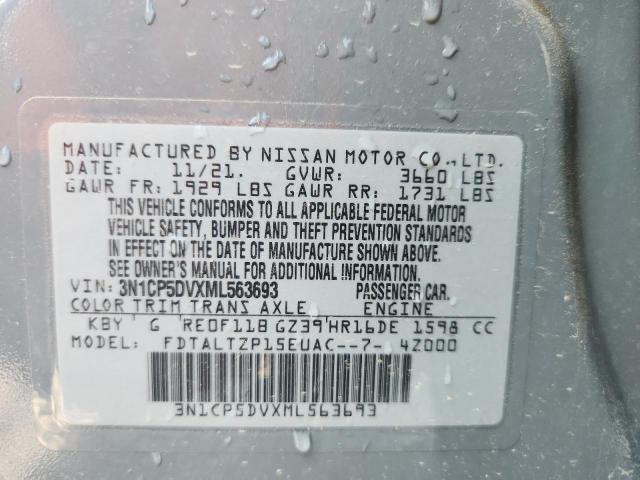 MANUFACTURED BY NISSAN MOTOR CO.,LTD.
DATE: 11/21. GVWR: 3660 LBS
GAWR FR: 1929 LBS GAWR RR: 1731 LBS
THIS VEHICLE CONFORMS TO ALL APPLICABLE FEDERAL MOTOR
VEHICLE SAFETY, BUMPER AND THEFT PREVENTION STANDARDS
IN EFFECT ON THE DATE OF MANUFACTURE SHOWN ABOVE.
SEE OWNER'S MANUAL FOR ADDITIONAL INFORMATION.
VIN: 3N1CP5DVXML563693 PASSENGER CAR.
COLOR TRIM TRANS AXLE ENGINE
KBY G RE0F11B GZ39 HR16DE 1598 CC
MODEL: FDTALTZP15EUAC--7- 4Z000
3N1CP5DVXML563693